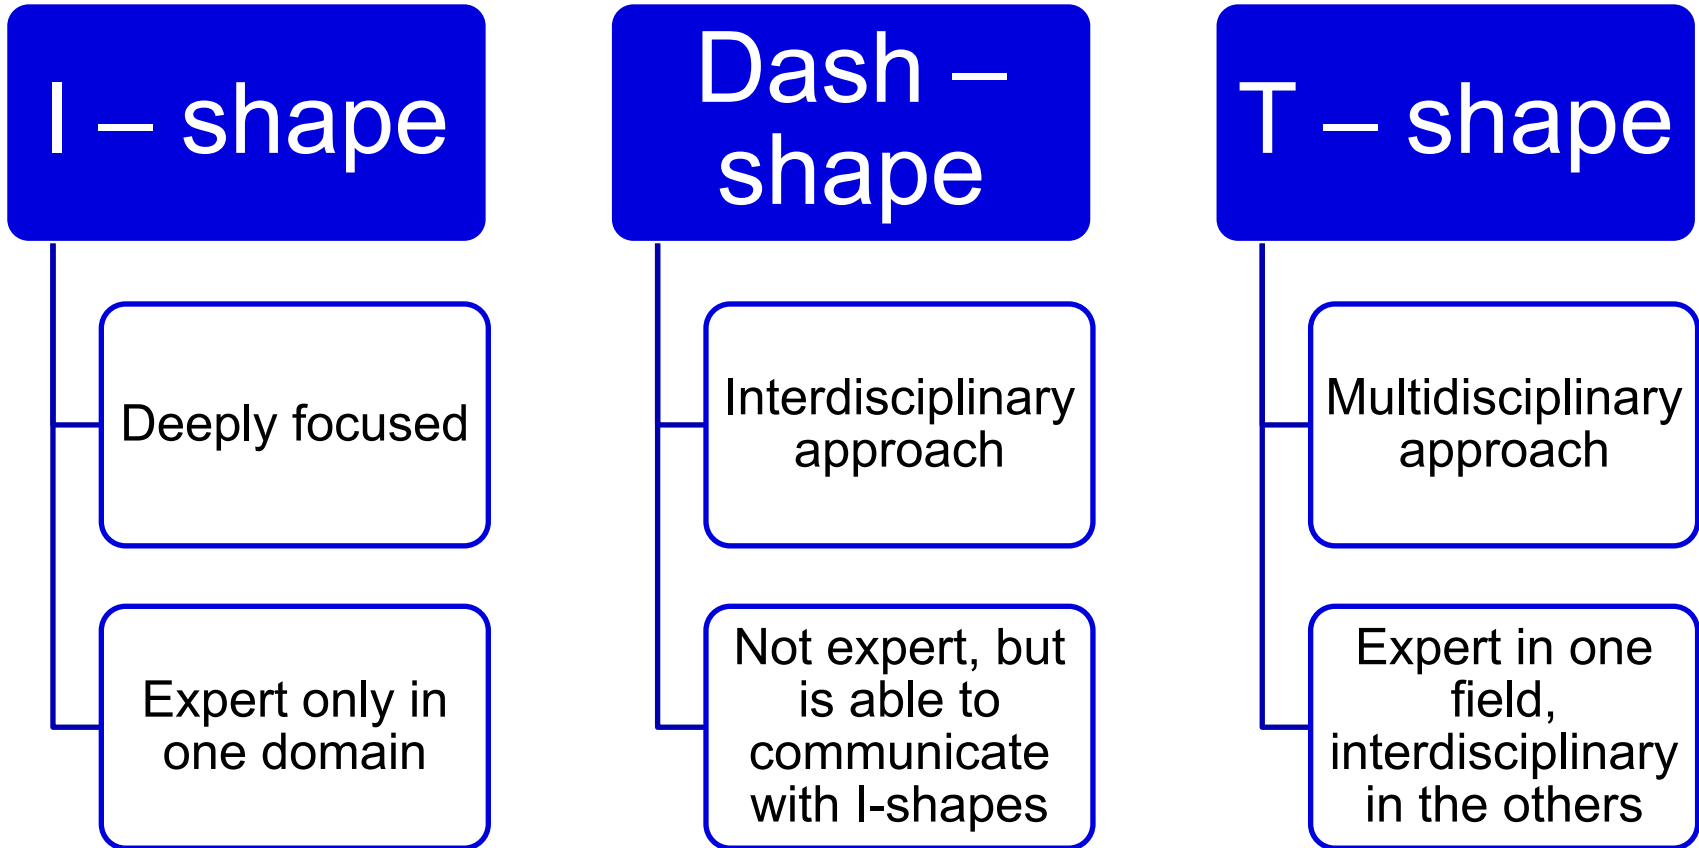 I – shape
Deeply focused
Expert only in
one domain
Dash –
shape
Interdisciplinary
approach
Not expert, but
is able to
communicate
with I-shapes
T – shape
Multidisciplinary
approach
Expert in one
field,
interdisciplinary
in the others